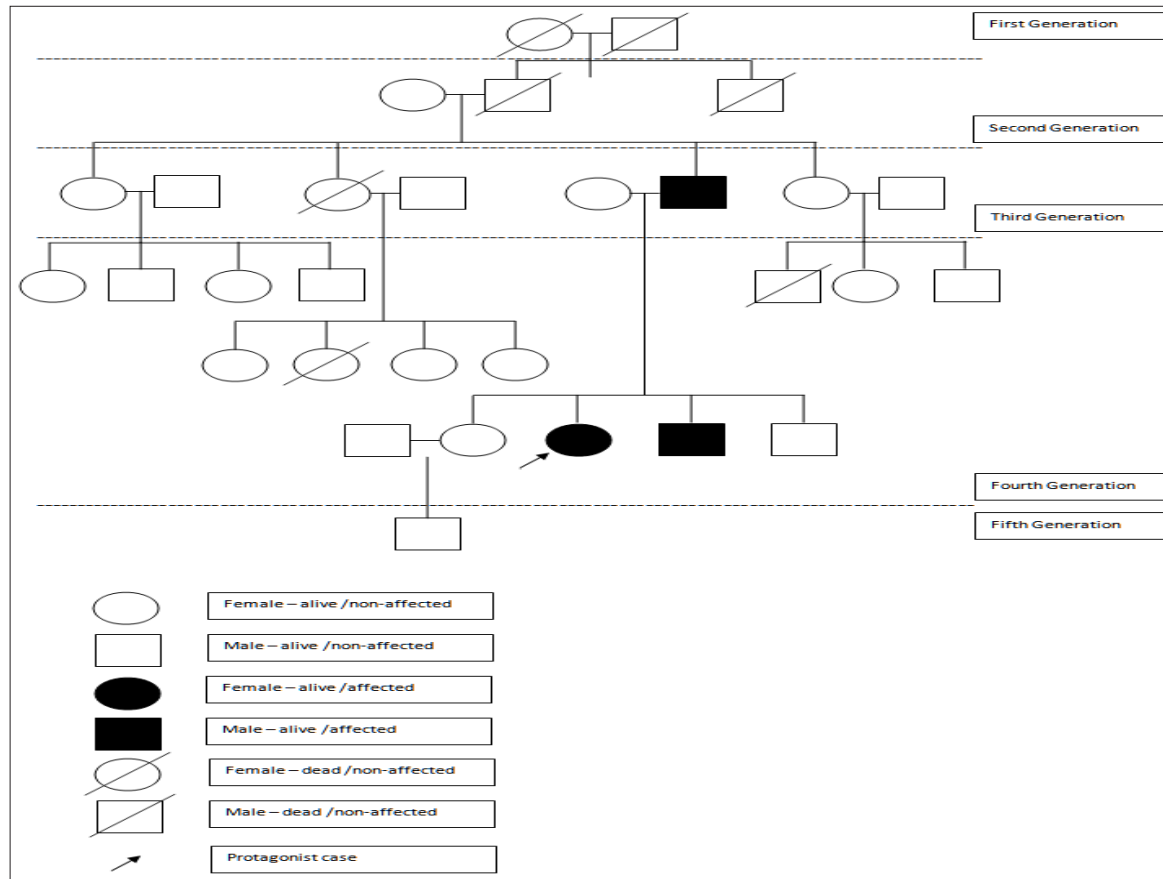 First Generation
Second Generation
Third Generation
Fourth Generation
Fifth Generation
Female – alive /non-affected
Male – alive /non-affected
Female – alive /affected
Male – alive /affected
Female – dead /non-affected
Male – dead /non-affected
Protagonist case